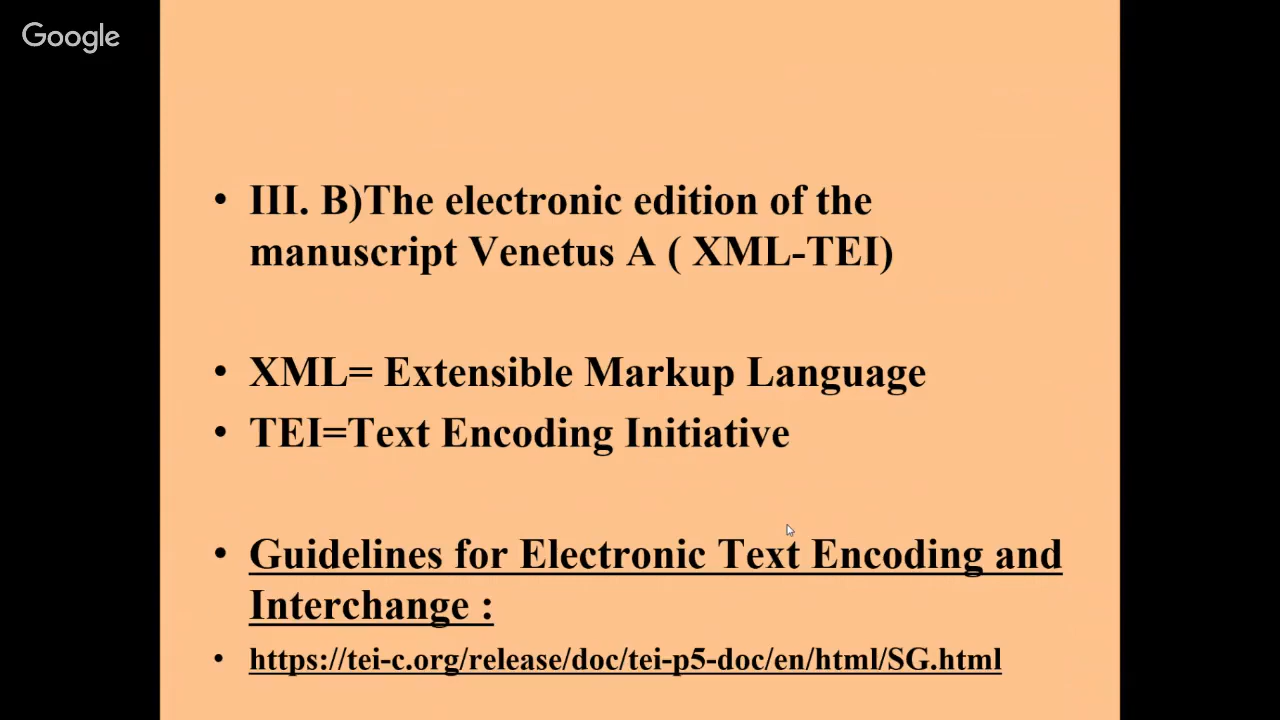 Google
• III. B)The electronic edition of the
manuscript Venetus A ( XML-TEI)
• XML= Extensible Markup Language
• TEI=Text Encoding Initiative
• Guidelines for Electronic Text Encoding and
Interchange :
• https://tei-c.org/release/doc/tei-p5-doc/en/html/SG.html